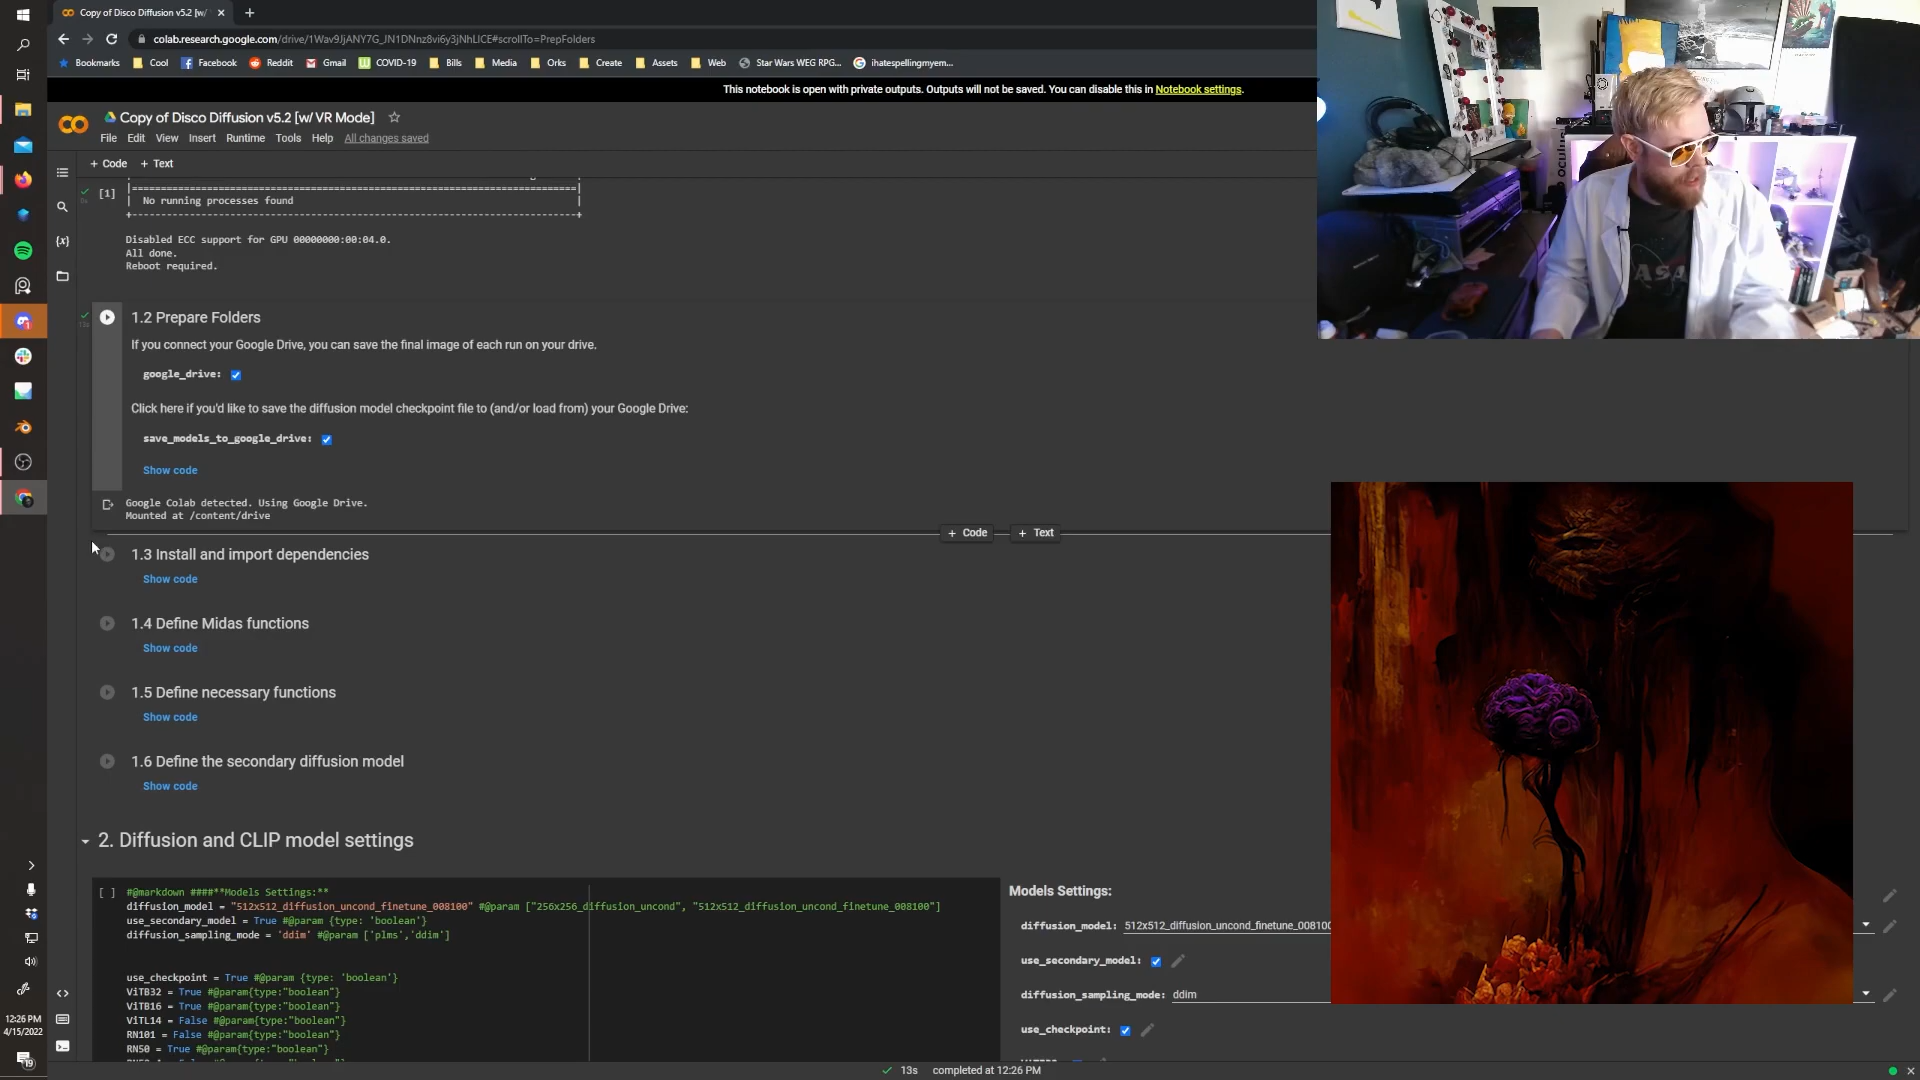 Copy of Disco Diffusion v5.2 [w/
colab.research.google.com/drive/1Wav9JjANY7G_JN1DNnz8vi6y3jNhLICE#scrollTo=PrepFolders
Bookmarks Cool Facebook Reddit Gmail COVID-19 Bills Media Orks Create Assets Web Star Wars WEG RPG... ihatespellingmyem...
This notebook is open with private outputs. Outputs will not be saved. You can disable this in Notebook settings.
Copy of Disco Diffusion v5.2 [w/ VR Mode]
File Edit View Insert Runtime Tools Help All changes saved
+ Code + Text
[1] |=============================================================================|
| No running processes found |
+-----------------------------------------------------------------------------+
Disabled ECC support for GPU 00000000:00:04.0.
All done.
Reboot required.
1.2 Prepare Folders
If you connect your Google Drive, you can save the final image of each run on your drive.
google_drive:
Click here if you'd like to save the diffusion model checkpoint file to (and/or load from) your Google Drive:
save_models_to_google_drive:
Show code
Google Colab detected. Using Google Drive.
Mounted at /content/drive
+ Code + Text
1.3 Install and import dependencies
Show code
1.4 Define Midas functions
Show code
1.5 Define necessary functions
Show code
1.6 Define the secondary diffusion model
Show code
2. Diffusion and CLIP model settings
[ ] #@markdown ####**Models Settings:**
diffusion_model = "512x512_diffusion_uncond_finetune_008100" #@param ["256x256_diffusion_uncond", "512x512_diffusion_uncond_finetune_008100"]
use_secondary_model = True #@param {type: 'boolean'}
diffusion_sampling_mode = 'ddim' #@param ['plms','ddim']
use_checkpoint = True #@param {type: 'boolean'}
ViTB32 = True #@param{type:"boolean"}
ViTB16 = True #@param{type:"boolean"}
ViTL14 = False #@param{type:"boolean"}
RN101 = False #@param{type:"boolean"}
RN50 = True #@param{type:"boolean"}
Models Settings:
diffusion_model: 512x512_diffusion_uncond_finetune_008100
use_secondary_model:
diffusion_sampling_mode: ddim
use_checkpoint:
12:26 PM
4/15/2022
19
13s completed at 12:26 PM
oculus